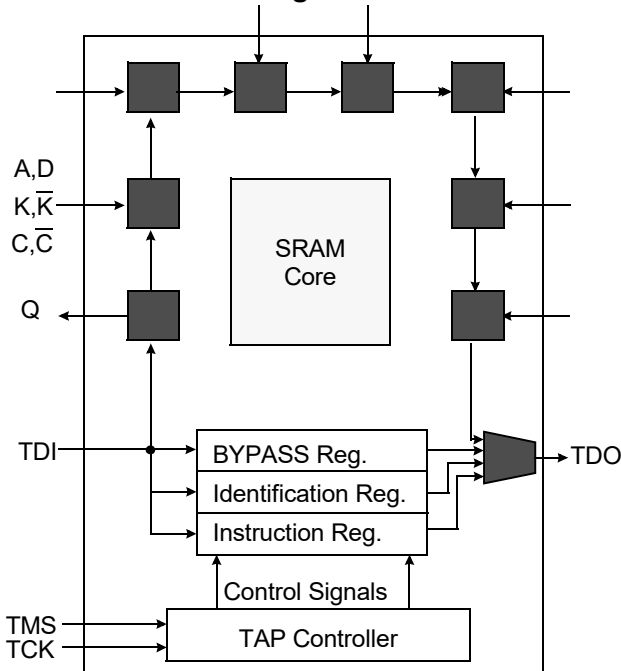 A,D
K,K̅
C,C̅
Q
SRAM
Core
TDI
BYPASS Reg.
Identification Reg.
Instruction Reg.
TDO
Control Signals
TMS
TCK
TAP Controller